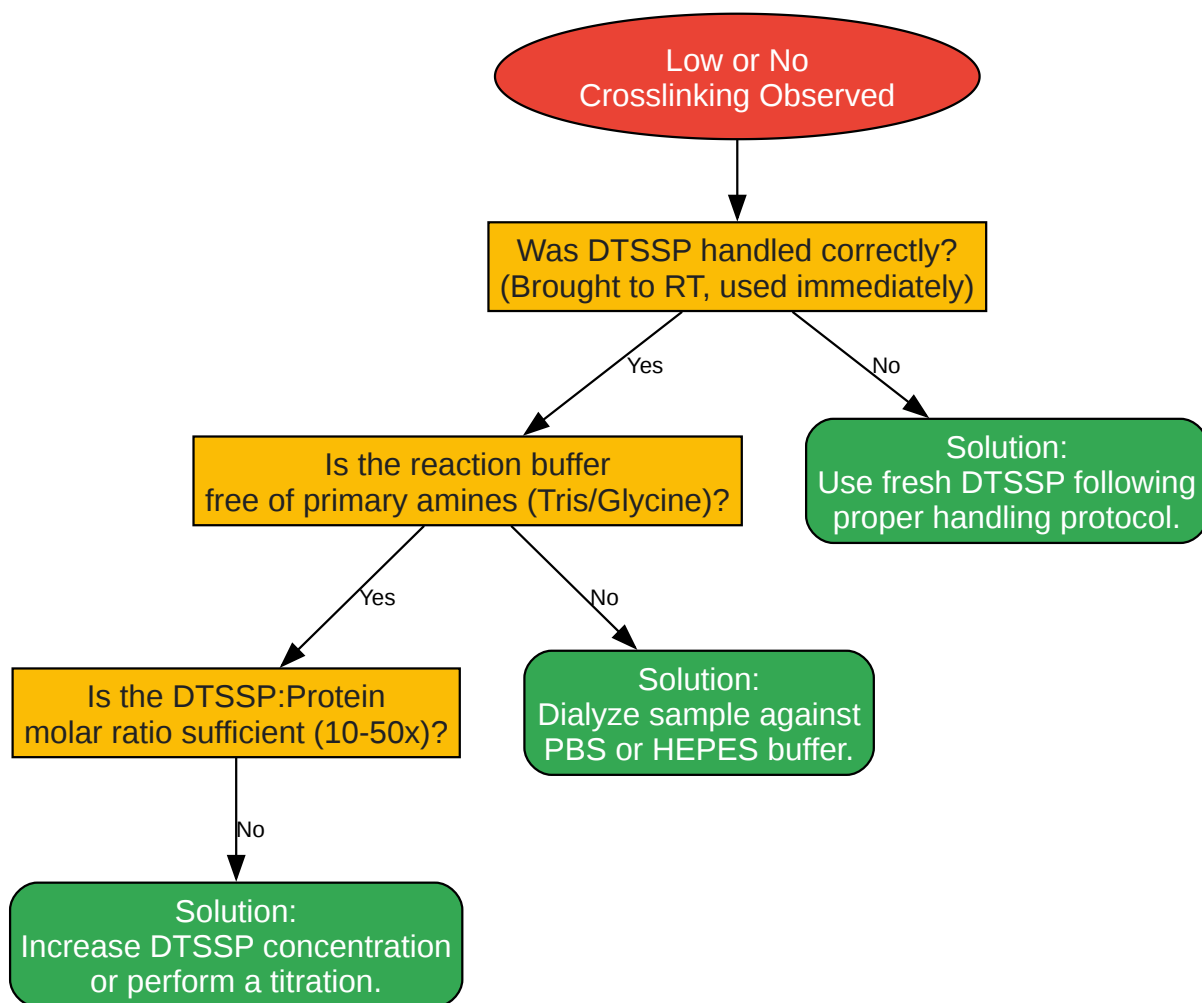 Low or No
Crosslinking Observed
Was DTSSP handled correctly?
(Brought to RT, used immediately)
Yes
No
Is the reaction buffer
free of primary amines (Tris/Glycine)?
Solution:
Use fresh DTSSP following
proper handling protocol.
Yes
No
Is the DTSSP:Protein
molar ratio sufficient (10-50x)?
Solution:
Dialyze sample against
PBS or HEPES buffer.
No
Solution:
Increase DTSSP concentration
or perform a titration.